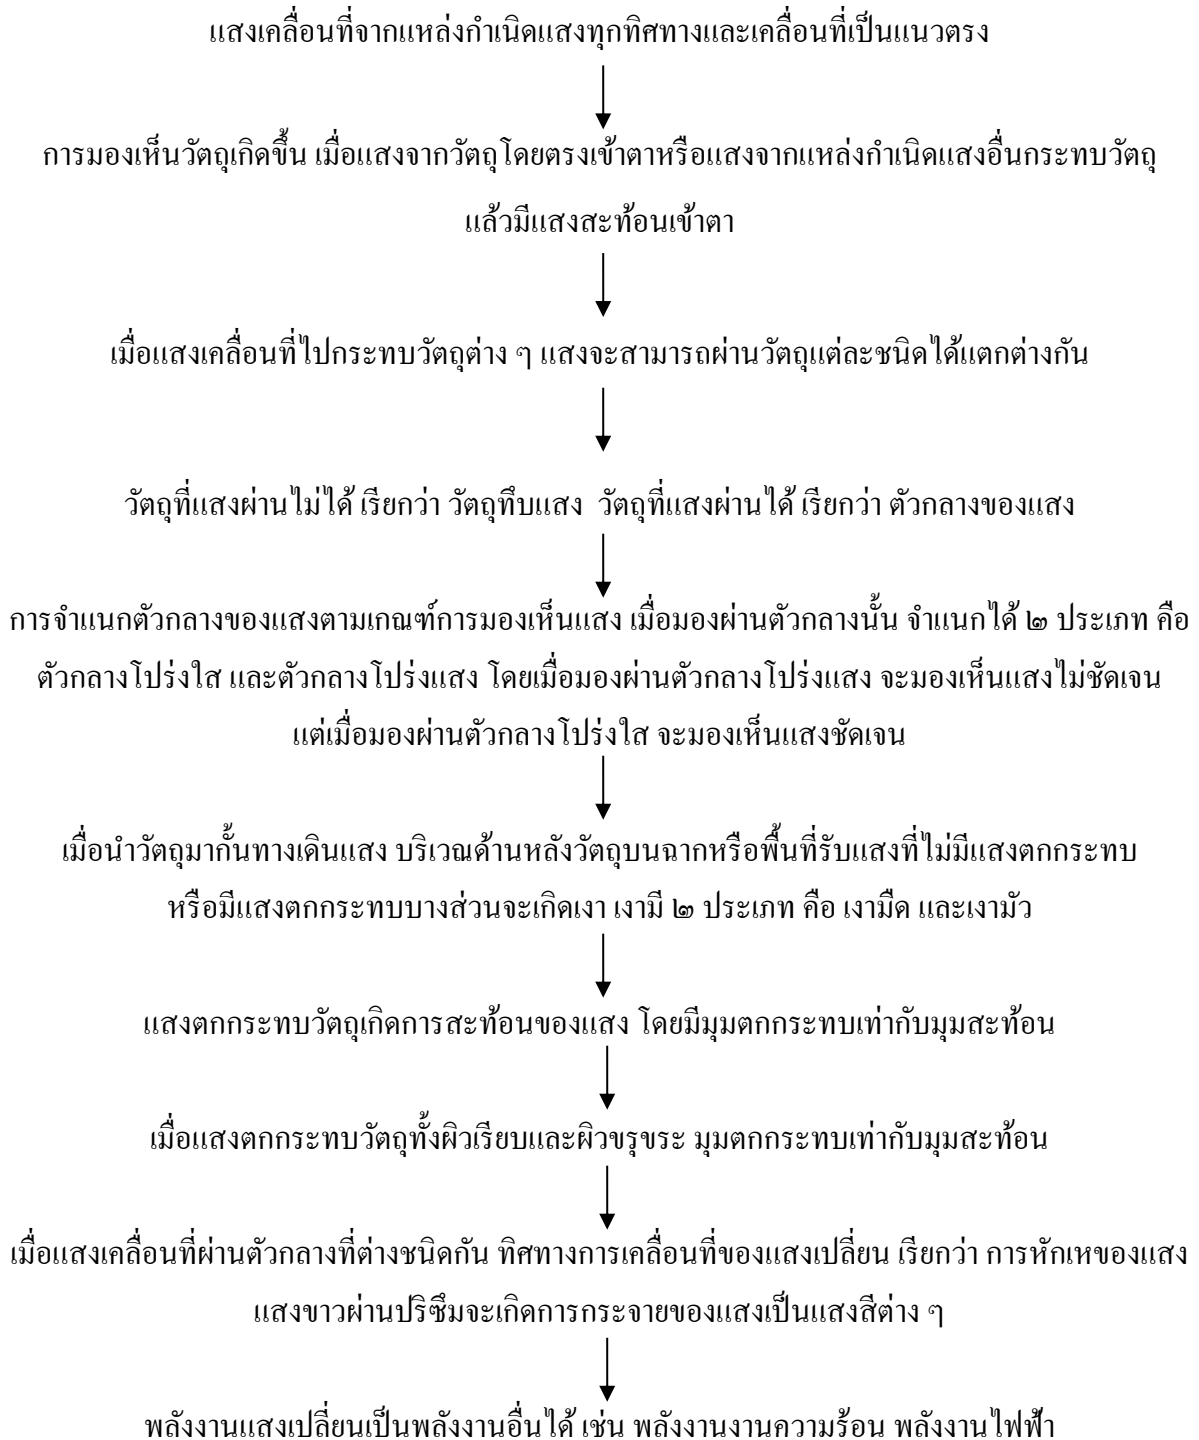 แสงเคลื่อนที่จากแหล่งกำเนิดแสงทุกทิศทางและเคลื่อนที่เป็นแนวตรง
การมองเห็นวัตถุเกิดขึ้น เมื่อแสงจากวัตถุโดยตรงเข้าตาหรือแสงจากแหล่งกำเนิดแสงอื่นกระทบวัตถุ
แล้วมีแสงสะท้อนเข้าตา
เมื่อแสงเคลื่อนที่ไปกระทบวัตถุต่าง ๆ แสงจะสามารถผ่านวัตถุแต่ละชนิดได้แตกต่างกัน
วัตถุที่แสงผ่านไม่ได้ เรียกว่า วัตถุทึบแสง วัตถุที่แสงผ่านได้ เรียกว่า ตัวกลางของแสง
การจำแนกตัวกลางของแสงตามเกณฑ์การมองเห็นแสง เมื่อมองผ่านตัวกลางนั้น จำแนกได้ ๒ ประเภท คือ
ตัวกลางโปร่งใส และตัวกลางโปร่งแสง โดยเมื่อมองผ่านตัวกลางโปร่งแสง จะมองเห็นแสงไม่ชัดเจน
แต่เมื่อมองผ่านตัวกลางโปร่งใส จะมองเห็นแสงชัดเจน
เมื่อนำวัตถุมากั้นทางเดินแสง บริเวณด้านหลังวัตถุบนฉากหรือพื้นที่รับแสงที่ไม่มีแสงตกกระทบ
หรือมีแสงตกกระทบบางส่วนจะเกิดเงา เงามี ๒ ประเภท คือ เงามืด และเงามัว
แสงตกกระทบวัตถุเกิดการสะท้อนของแสง โดยมีมุมตกกระทบเท่ากับมุมสะท้อน
เมื่อแสงตกกระทบวัตถุทั้งผิวเรียบและผิวขรุขระ มุมตกกระทบเท่ากับมุมสะท้อน
เมื่อแสงเคลื่อนที่ผ่านตัวกลางที่ต่างชนิดกัน ทิศทางการเคลื่อนที่ของแสงเปลี่ยน เรียกว่า การหักเหของแสง
แสงขาวผ่านปริซึมจะเกิดการกระจายของแสงเป็นแสงสีต่าง ๆ
พลังงานแสงเปลี่ยนเป็นพลังงานอื่นได้ เช่น พลังงานงานความร้อน พลังงานไฟฟ้า